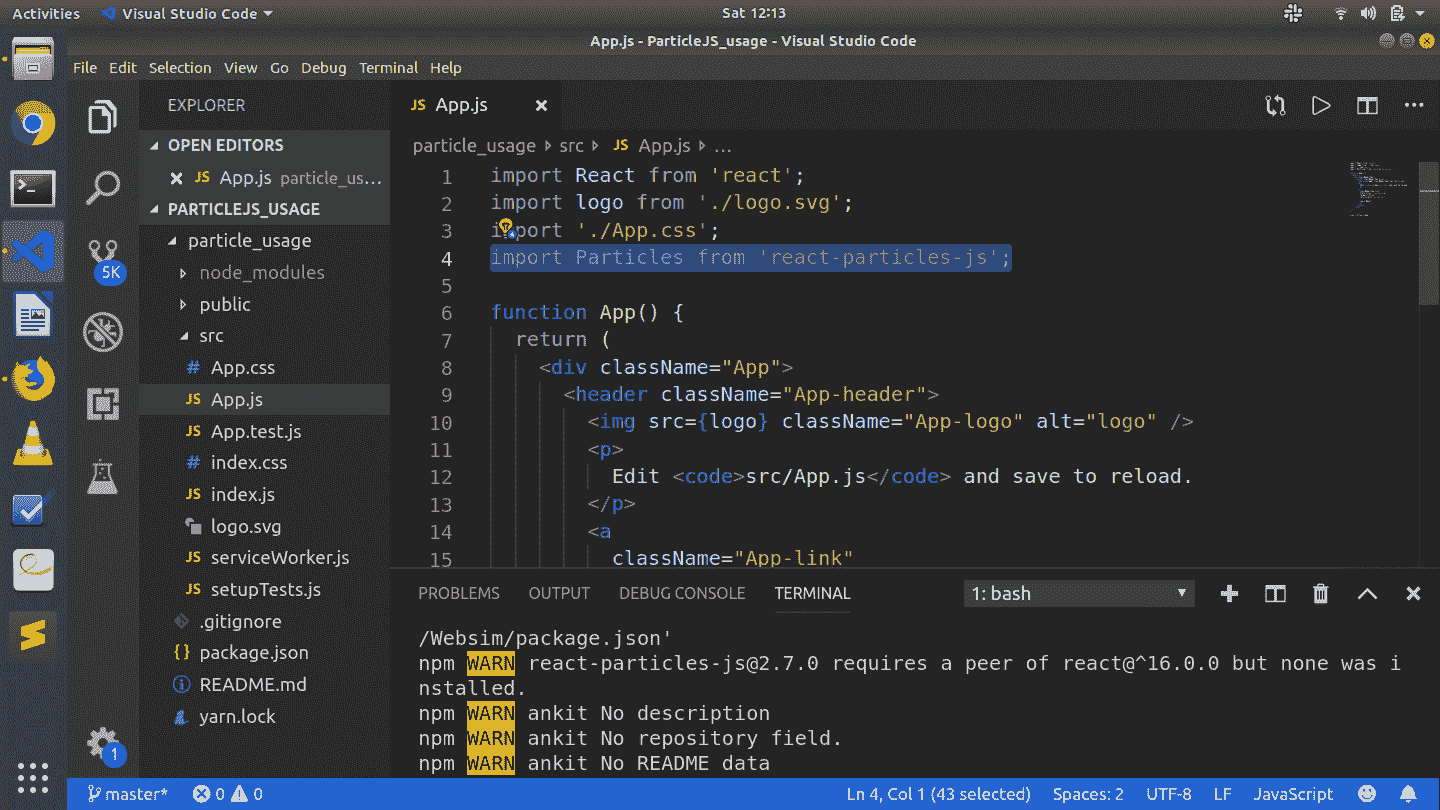 Activities Visual Studio Code Sat 12:13
App.js - ParticleJS_usage - Visual Studio Code
File Edit Selection View Go Debug Terminal Help
EXPLORER
OPEN EDITORS
JS App.js particle_us...
PARTICLEJS_USAGE
particle_usage
node_modules
public
src
# App.css
JS App.js
JS App.test.js
# index.css
JS index.js
logo.svg
JS serviceWorker.js
JS setupTests.js
.gitignore
{} package.json
README.md
yarn.lock
5K
1
JS App.js
particle_usage src JS App.js ...
1 import React from 'react';
2 import logo from './logo.svg';
3 import './App.css';
4 import Particles from 'react-particles-js';
5
6 function App() {
7 return (
8 <div className="App">
9 <header className="App-header">
10 <img src={logo} className="App-logo" alt="logo" />
11 <p>
12 Edit <code>src/App.js</code> and save to reload.
13 </p>
14 <a
15 className="App-link"
PROBLEMS OUTPUT DEBUG CONSOLE TERMINAL 1: bash
/Websim/package.json'
npm WARN react-particles-js@2.7.0 requires a peer of react@^16.0.0 but none was i
nstalled.
npm WARN ankit No description
npm WARN ankit No repository field.
npm WARN ankit No README data
master* 0 0 Ln 4, Col 1 (43 selected) Spaces: 2 UTF-8 LF JavaScript